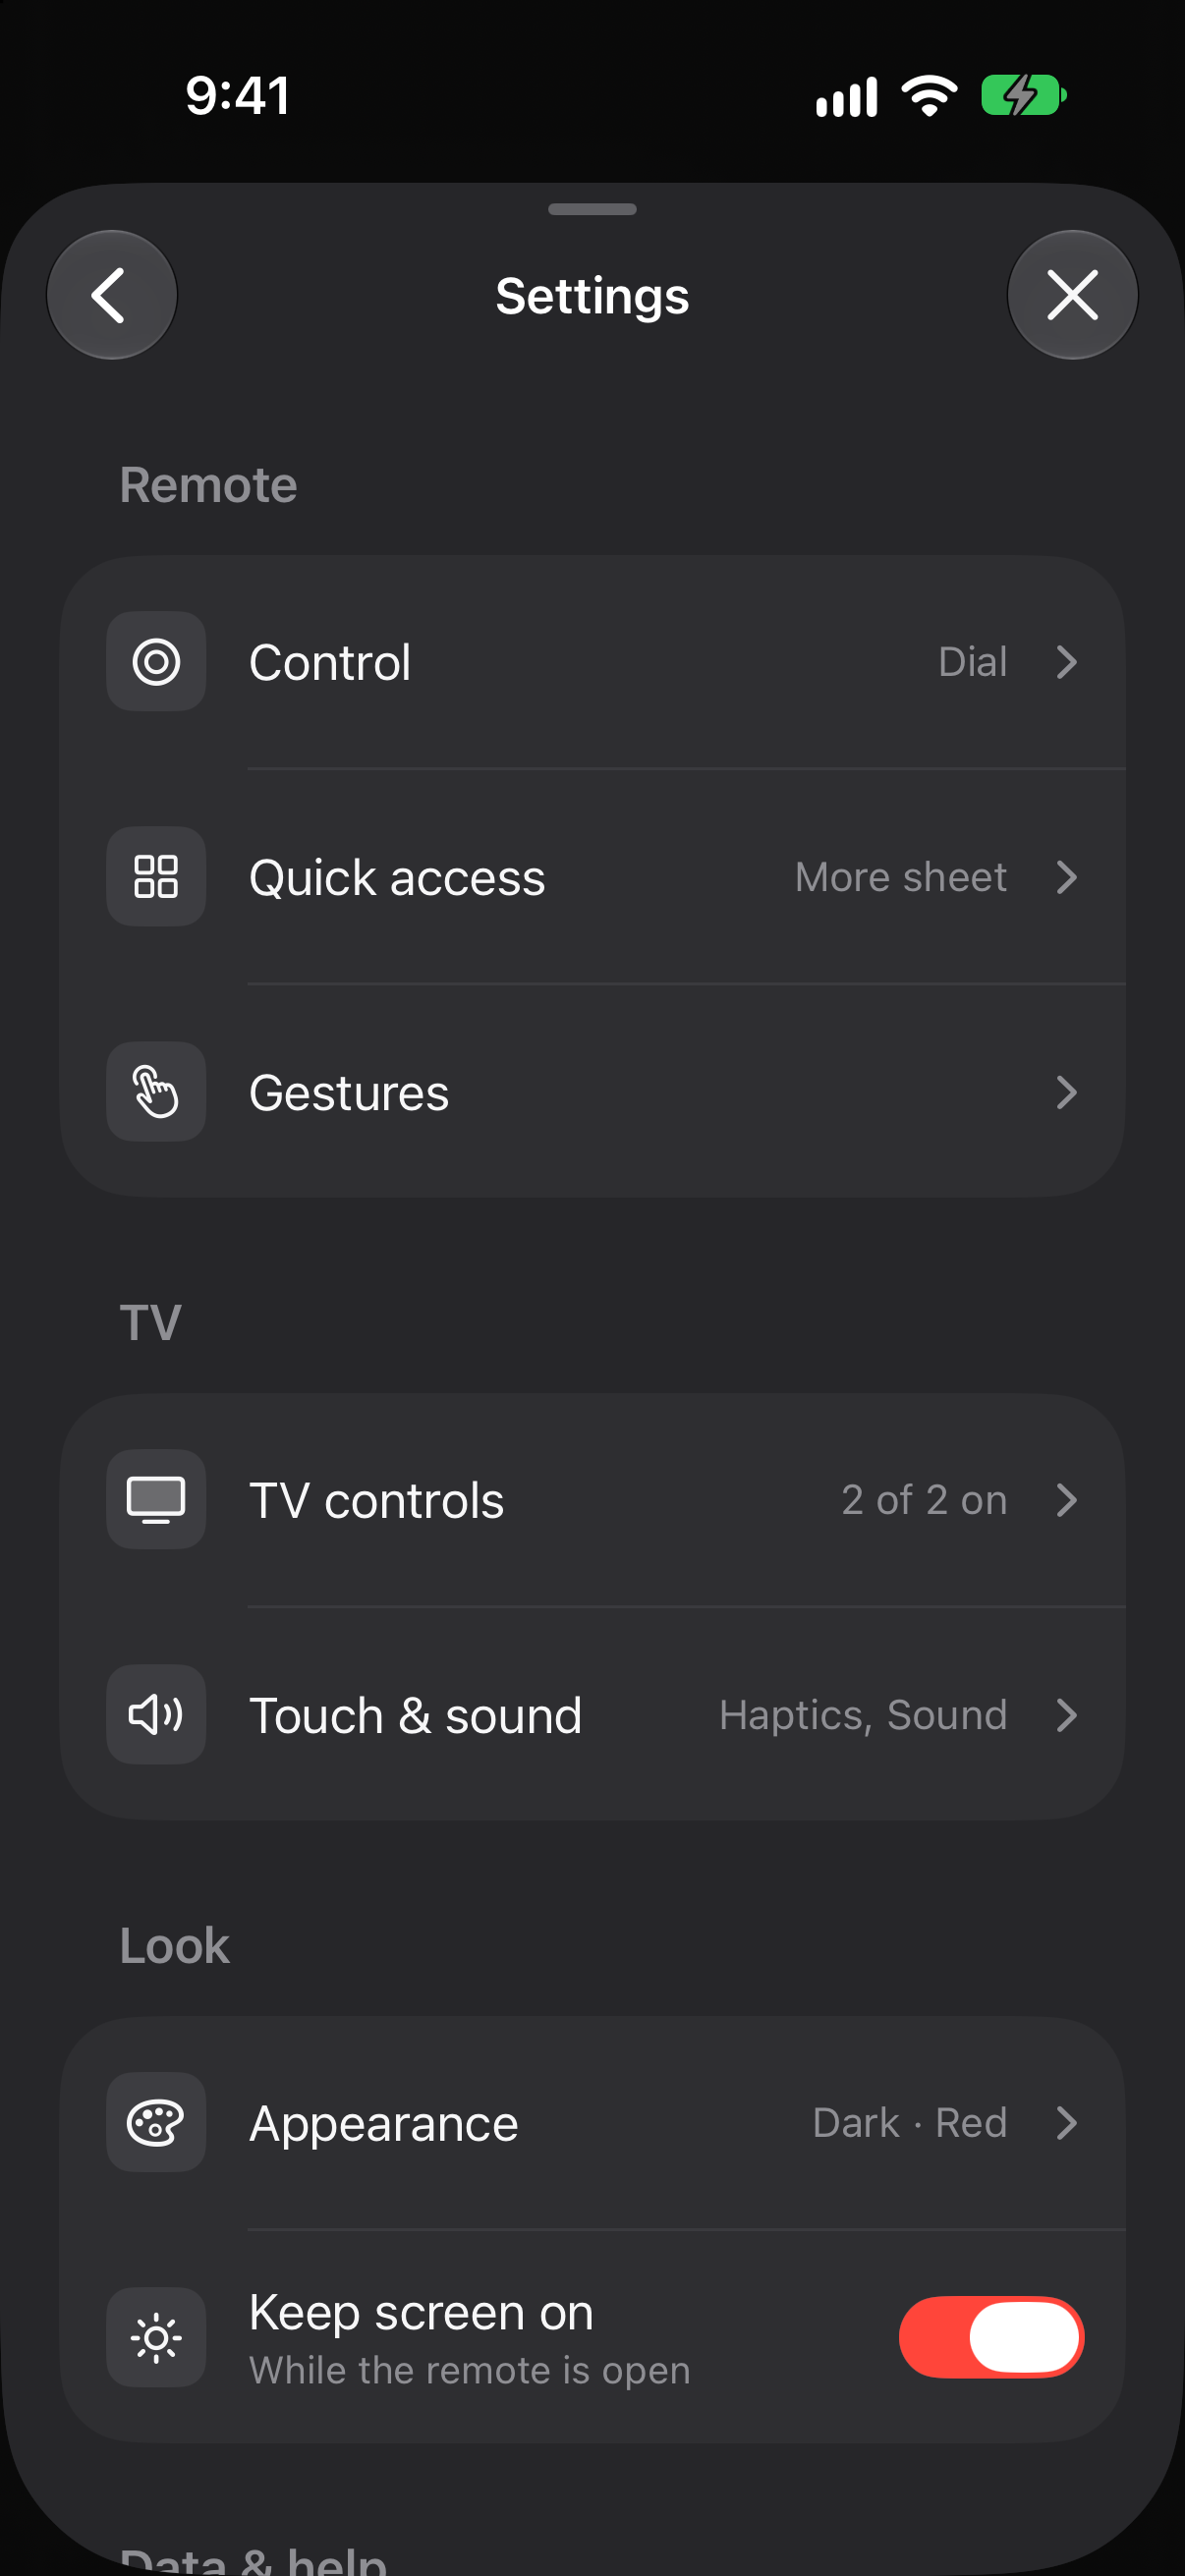 9:41
Settings
Remote
Control
Dial
Quick access
More sheet
Gestures
TV
TV controls
2 of 2 on
Touch & sound
Haptics, Sound
Look
Appearance
Dark · Red
Keep screen on
While the remote is open
Data & help